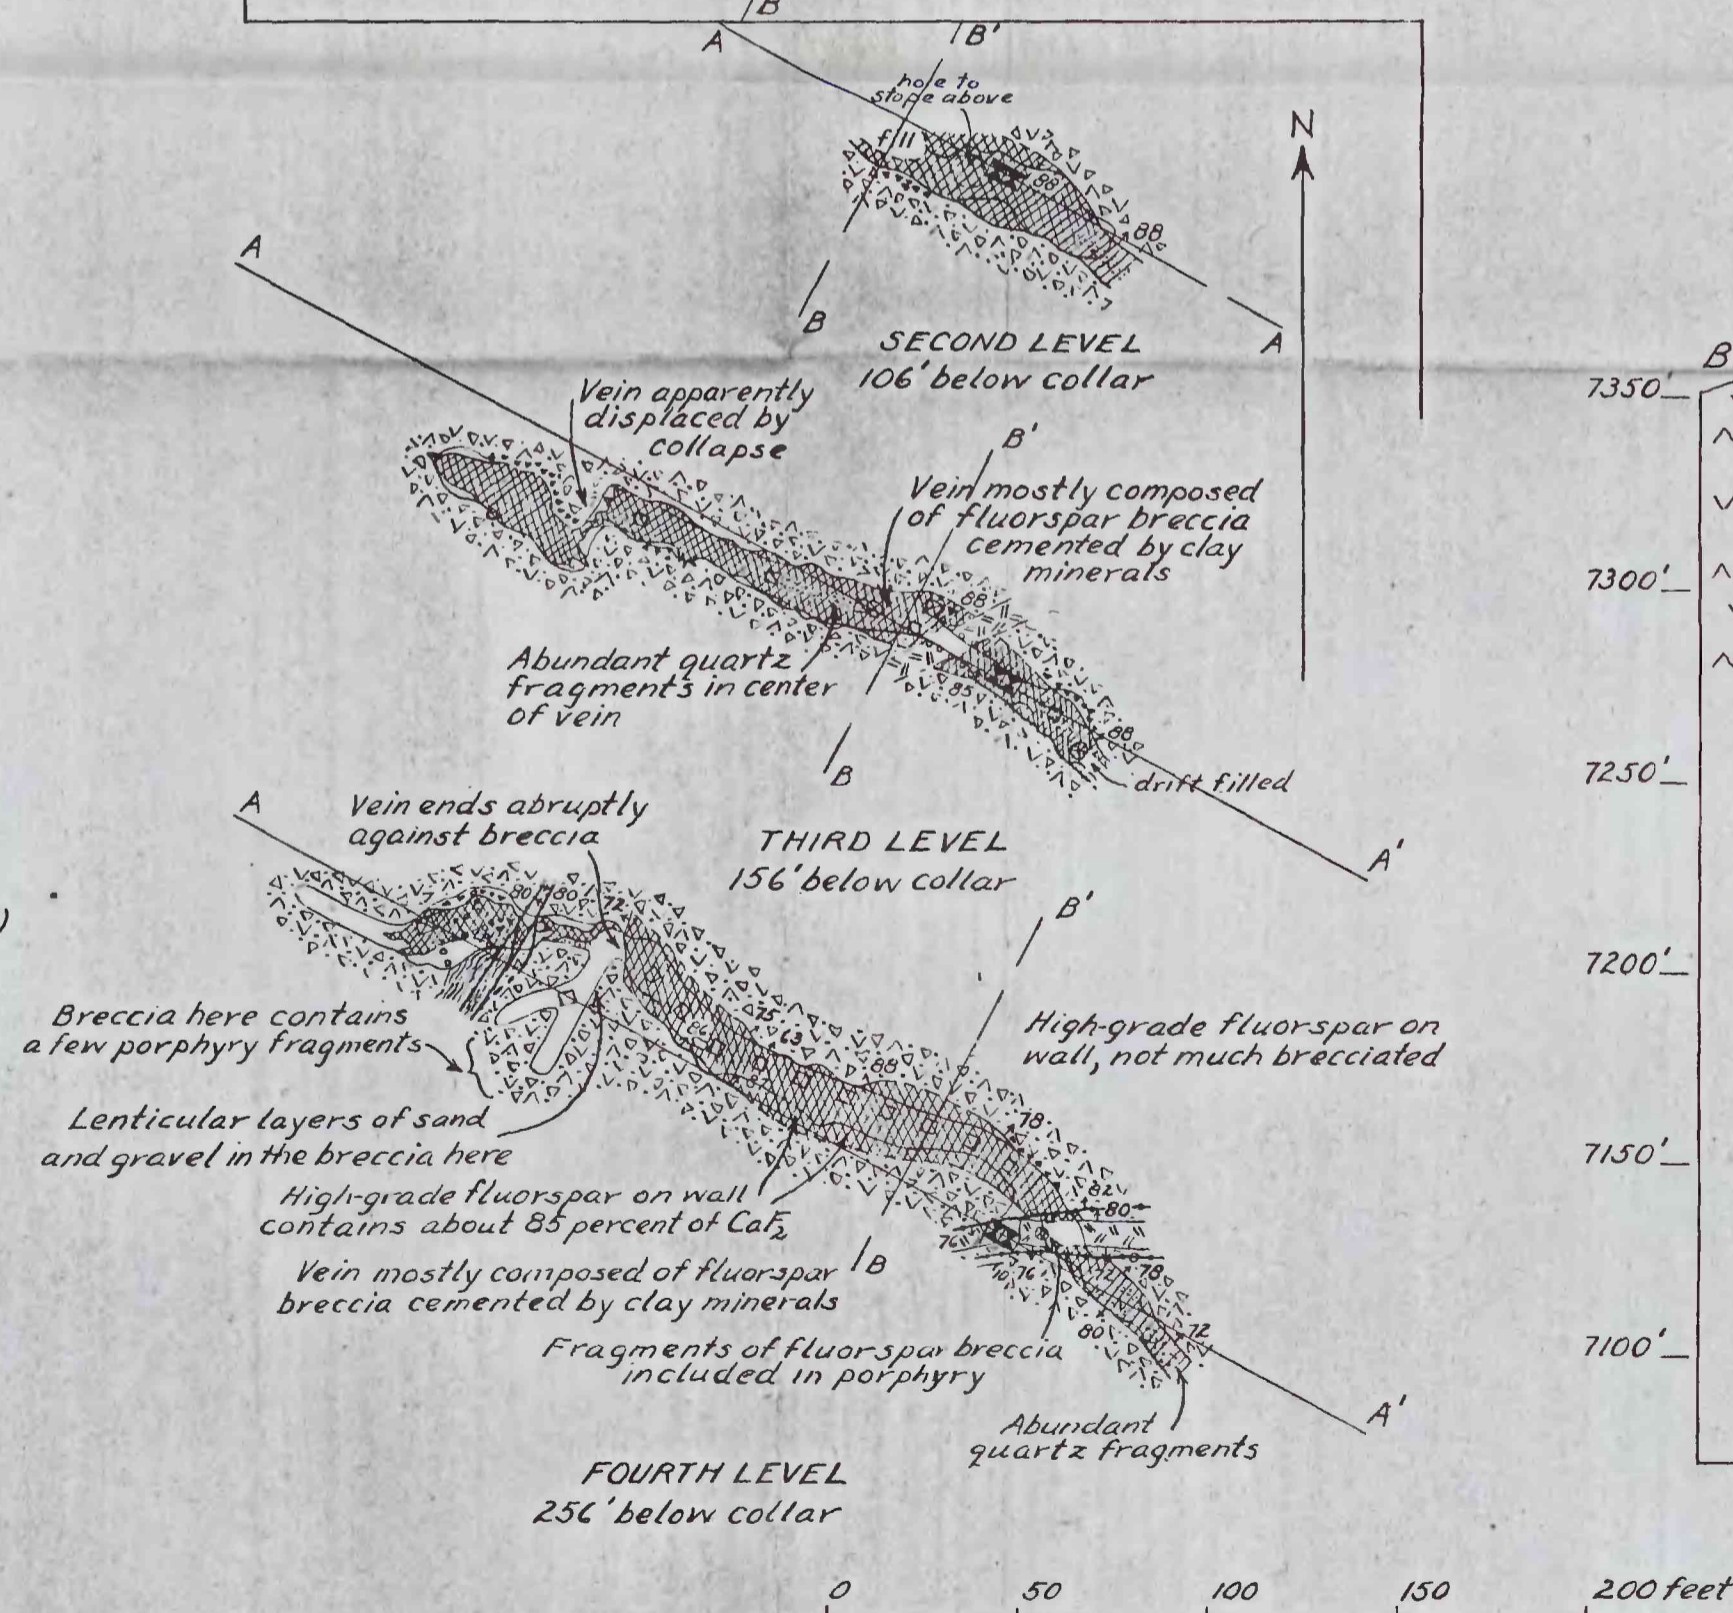 B
A
B'
hole to
stope above
N
fill
88
88
A
B
A
SECOND LEVEL
106' below collar
Vein apparently
displaced by
collapse
B'
Vein mostly composed
of fluorspar breccia
cemented by clay
minerals
88
Abundant quartz
fragments in center
of vein
85
88
drift filled
B
A
Vein ends abruptly
against breccia
THIRD LEVEL
156' below collar
A'
B'
80
80
72
Breccia here contains
a few porphyry fragments
75
63
86
87
88
High-grade fluorspar on
wall, not much brecciated
Lenticular layers of sand
and gravel in the breccia here
78
High-grade fluorspar on wall
contains about 85 percent of CaF2
82
80
76
B
Vein mostly composed of fluorspar
breccia cemented by clay minerals
76
72
78
Fragments of fluorspar breccia
included in porphyry
80
72
A'
Abundant
quartz fragments
FOURTH LEVEL
256' below collar
B
7350'
7300'
7250'
7200'
7150'
7100'
0 50 100 150 200 feet